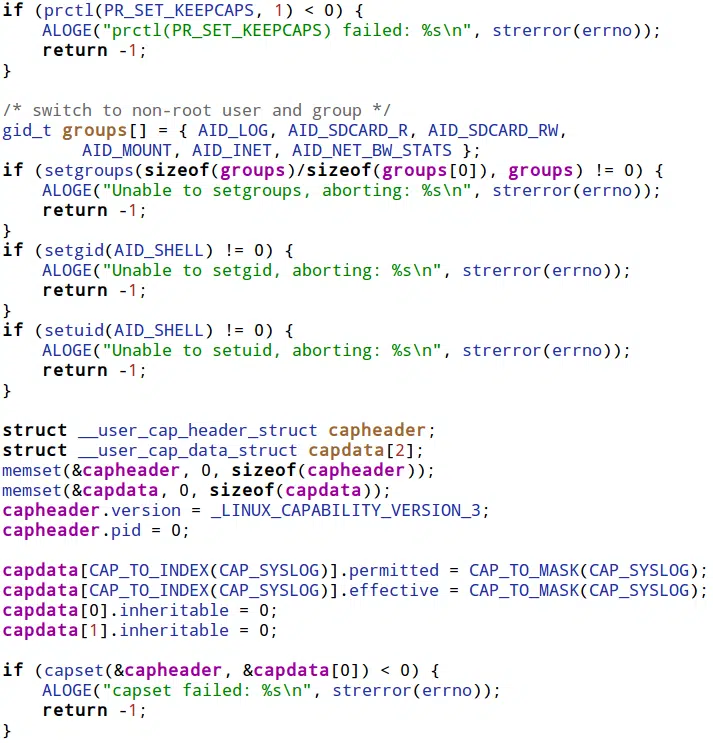 if (prctl(PR_SET_KEEPCAPS, 1) < 0) {
    ALOGE("prctl(PR_SET_KEEPCAPS) failed: %s\n", strerror(errno));
    return -1;
}

/* switch to non-root user and group */
gid_t groups[] = { AID_LOG, AID_SDCARD_R, AID_SDCARD_RW,
        AID_MOUNT, AID_INET, AID_NET_BW_STATS };
if (setgroups(sizeof(groups)/sizeof(groups[0]), groups) != 0) {
    ALOGE("Unable to setgroups, aborting: %s\n", strerror(errno));
    return -1;
}
if (setgid(AID_SHELL) != 0) {
    ALOGE("Unable to setgid, aborting: %s\n", strerror(errno));
    return -1;
}
if (setuid(AID_SHELL) != 0) {
    ALOGE("Unable to setuid, aborting: %s\n", strerror(errno));
    return -1;
}

struct __user_cap_header_struct capheader;
struct __user_cap_data_struct capdata[2];
memset(&capheader, 0, sizeof(capheader));
memset(&capdata, 0, sizeof(capdata));
capheader.version = _LINUX_CAPABILITY_VERSION_3;
capheader.pid = 0;

capdata[CAP_TO_INDEX(CAP_SYSLOG)].permitted = CAP_TO_MASK(CAP_SYSLOG);
capdata[CAP_TO_INDEX(CAP_SYSLOG)].effective = CAP_TO_MASK(CAP_SYSLOG);
capdata[0].inheritable = 0;
capdata[1].inheritable = 0;

if (capset(&capheader, &capdata[0]) < 0) {
    ALOGE("capset failed: %s\n", strerror(errno));
    return -1;
}